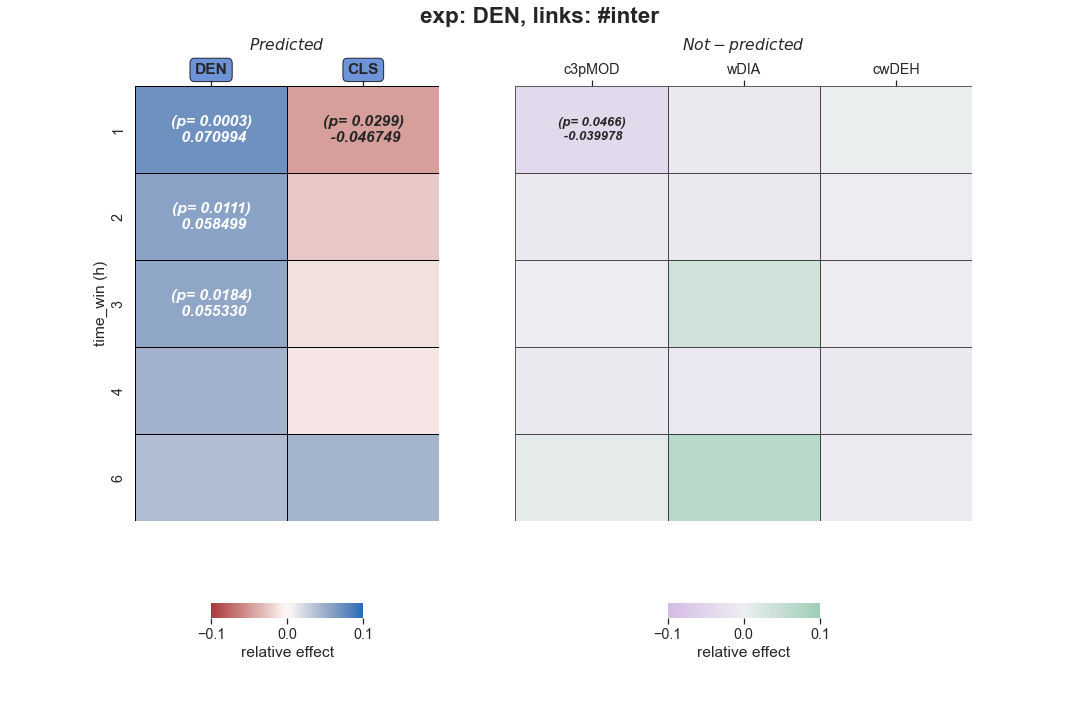 exp: DEN, links: #inter
Predicted
Not − predicted
DEN
CLS
c3pMOD
wDIA
cwDEH
time_win (h)
1
(p= 0.0003)
0.070994
(p= 0.0299)
-0.046749
(p= 0.0466)
-0.039978
2
(p= 0.0111)
0.058499
3
(p= 0.0184)
0.055330
4
6
−0.1 0.0 0.1
relative effect
−0.1 0.0 0.1
relative effect